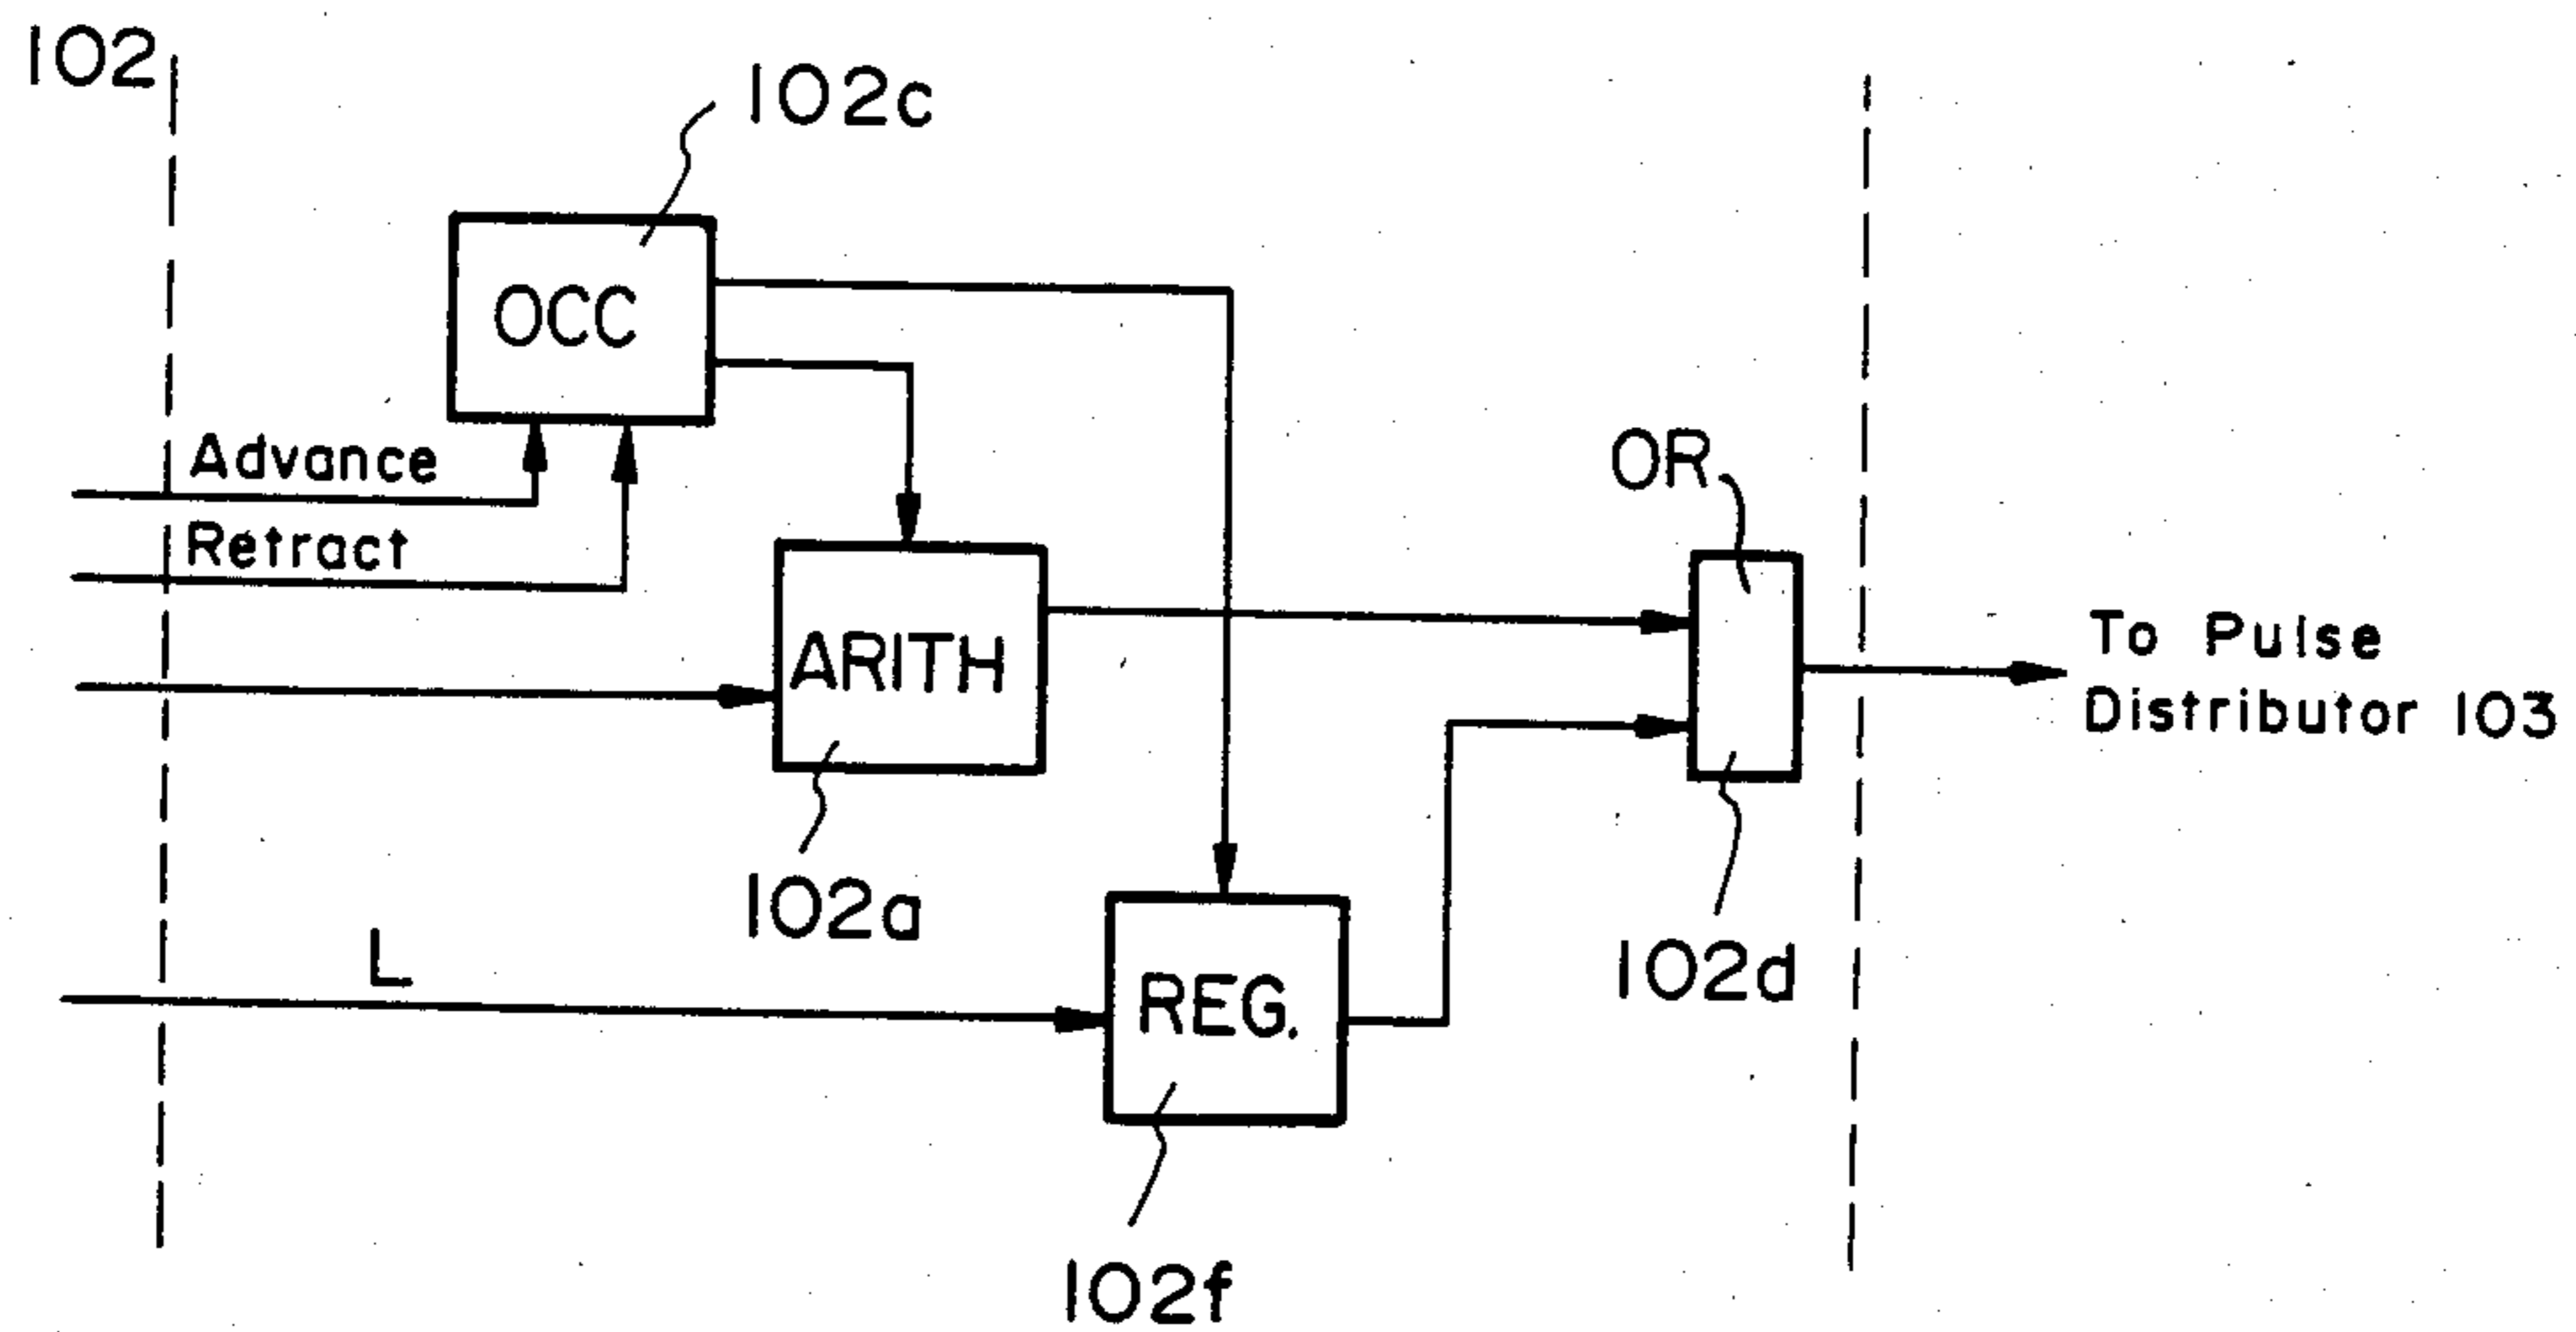 102
102c
OCC
Advance
Retract
OR
ARITH
To Pulse
Distributor 103
102a
L
102d
REG.
102f